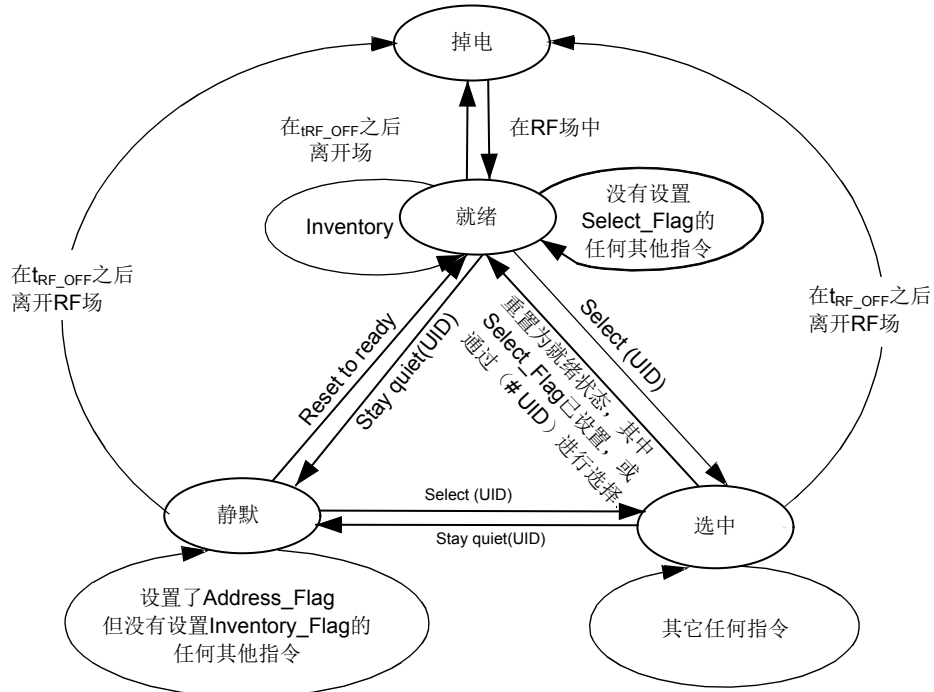 掉电
在tRF_OFF之后
离开场
在RF场中
Inventory
就绪
没有设置
Select_Flag的
任何其他指令
在tRF_OFF之后
离开RF场
在tRF_OFF之后
离开RF场
Reset to ready
Stay quiet(UID)
重置为就绪状态，其中
Select_Flag已设置，或
通过（# UID）进行选择
Select (UID)
静默
Select (UID)
Stay quiet(UID)
选中
设置了Address_Flag
但没有设置Inventory_Flag的
任何其他指令
其它任何指令